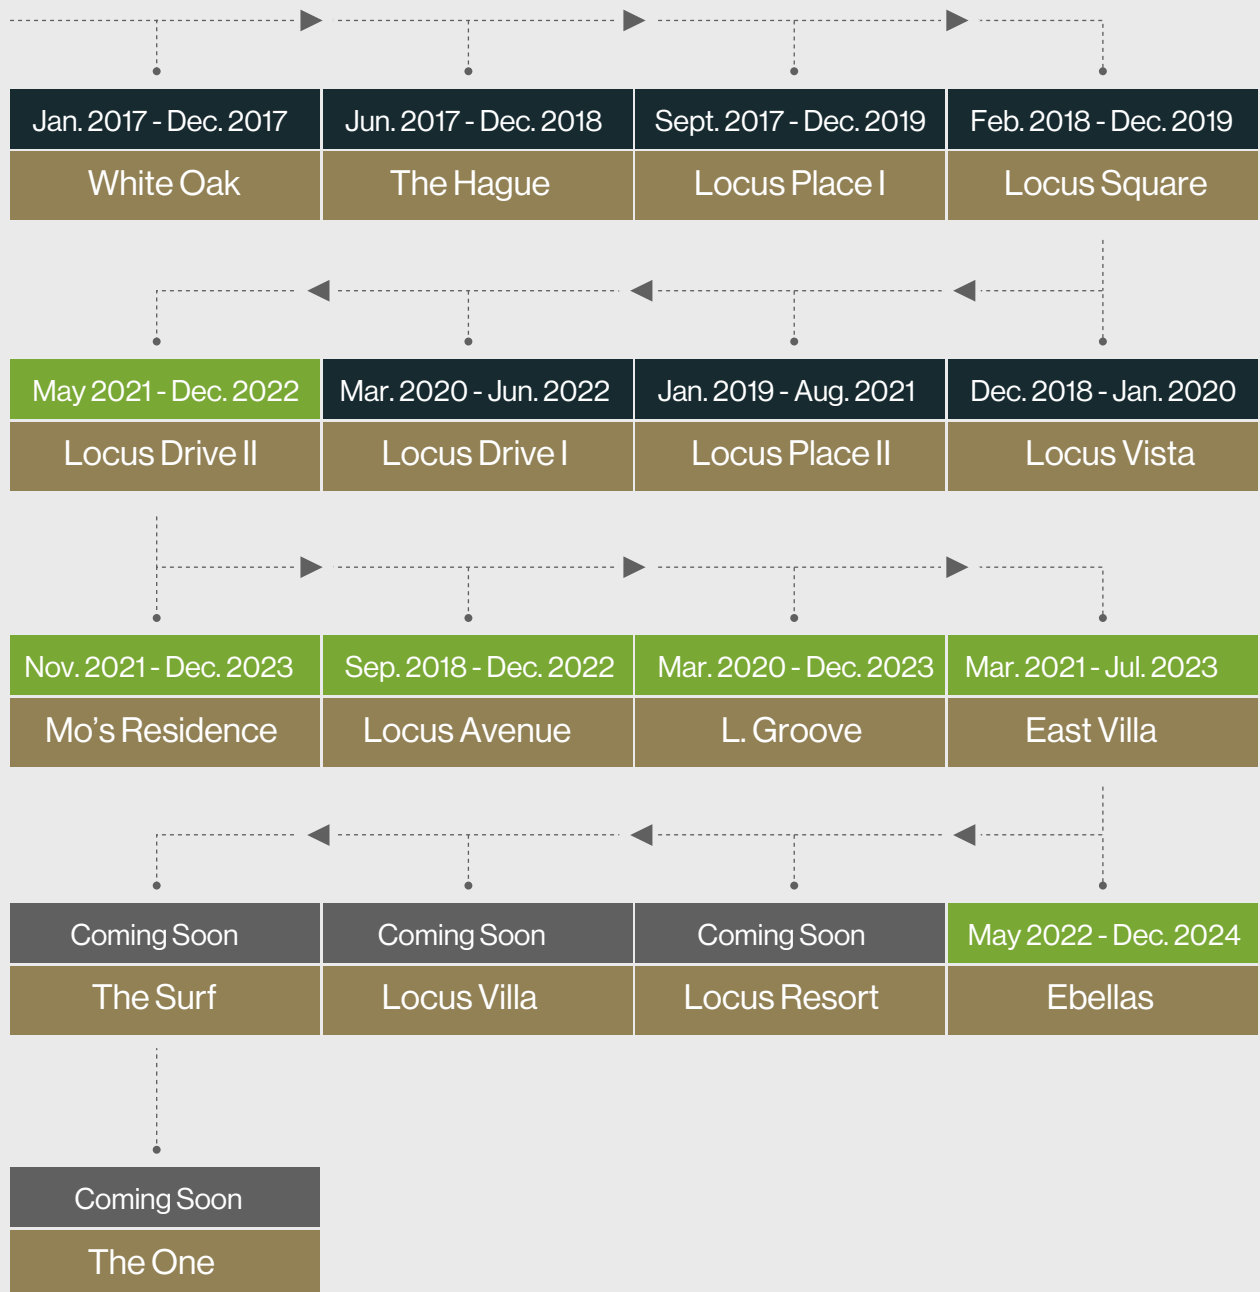 Jan. 2017 - Dec. 2017
White Oak
Jun. 2017 - Dec. 2018
The Hague
Sept. 2017 - Dec. 2019
Locus Place I
Feb. 2018 - Dec. 2019
Locus Square
Dec. 2018 - Jan. 2020
Locus Vista
Jan. 2019 - Aug. 2021
Locus Place II
Mar. 2020 - Jun. 2022
Locus Drive I
May 2021 - Dec. 2022
Locus Drive II
Nov. 2021 - Dec. 2023
Mo’s Residence
Sep. 2018 - Dec. 2022
Locus Avenue
Mar. 2020 - Dec. 2023
L. Groove
Mar. 2021 - Jul. 2023
East Villa
May 2022 - Dec. 2024
Ebellas
Coming Soon
Locus Resort
Coming Soon
Locus Villa
Coming Soon
The Surf
Coming Soon
The One